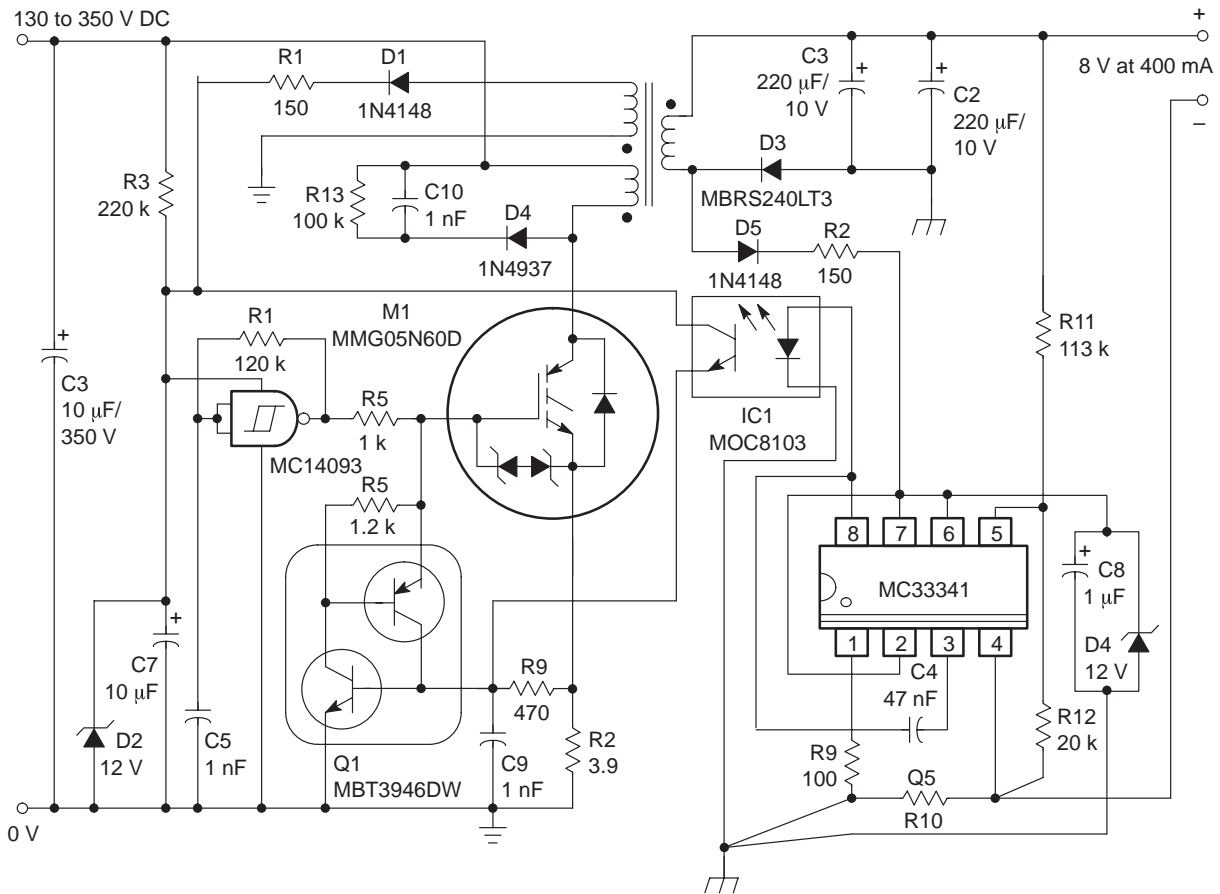 130 to 350 V DC
R1
150
D1
1N4148
C3
220 μF/
10 V
C2
220 μF/
10 V
+
+
+
8 V at 400 mA
–
R3
220 k
R13
100 k
C10
1 nF
D4
1N4937
D3
MBRS240LT3
D5
1N4148
R2
150
M1
MMG05N60D
R1
120 k
R11
113 k
+
C3
10 μF/
350 V
R5
1 k
MC14093
IC1
MOC8103
R5
1.2 k
8
7
6
5
MC33341
+
C8
1 μF
1
2
3
4
D4
12 V
+
C7
10 μF
C4
47 nF
R9
470
D2
12 V
C5
1 nF
Q1
MBT3946DW
C9
1 nF
R2
3.9
R9
100
Q5
R10
R12
20 k
0 V